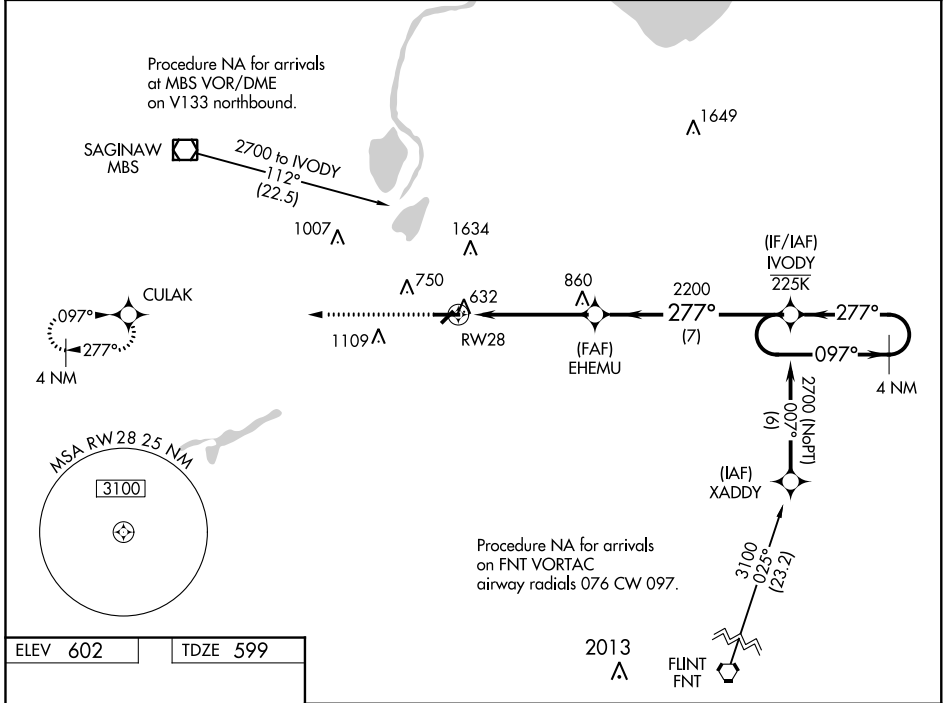 Procedure NA for arrivals
at MBS VOR/DME
on V133 northbound.
1649
SAGINAW
MBS
2700 to IVODY
112°
(22.5)
1007
1634
(IF/IAF)
IVODY
225K
CULAK
097°
277°
4 NM
750
632
860
2200
277°
(7)
277°
1109
RW28
(FAF)
EHEMU
097°
4 NM
2700 (NoPT)
007°
(6)
MSA RW28 25 NM
3100
(IAF)
XADDY
Procedure NA for arrivals
on FNT VORTAC
airway radials 076 CW 097.
3100
025°
(23.2)
ELEV 602
TDZE 599
2013
FLINT
FNT